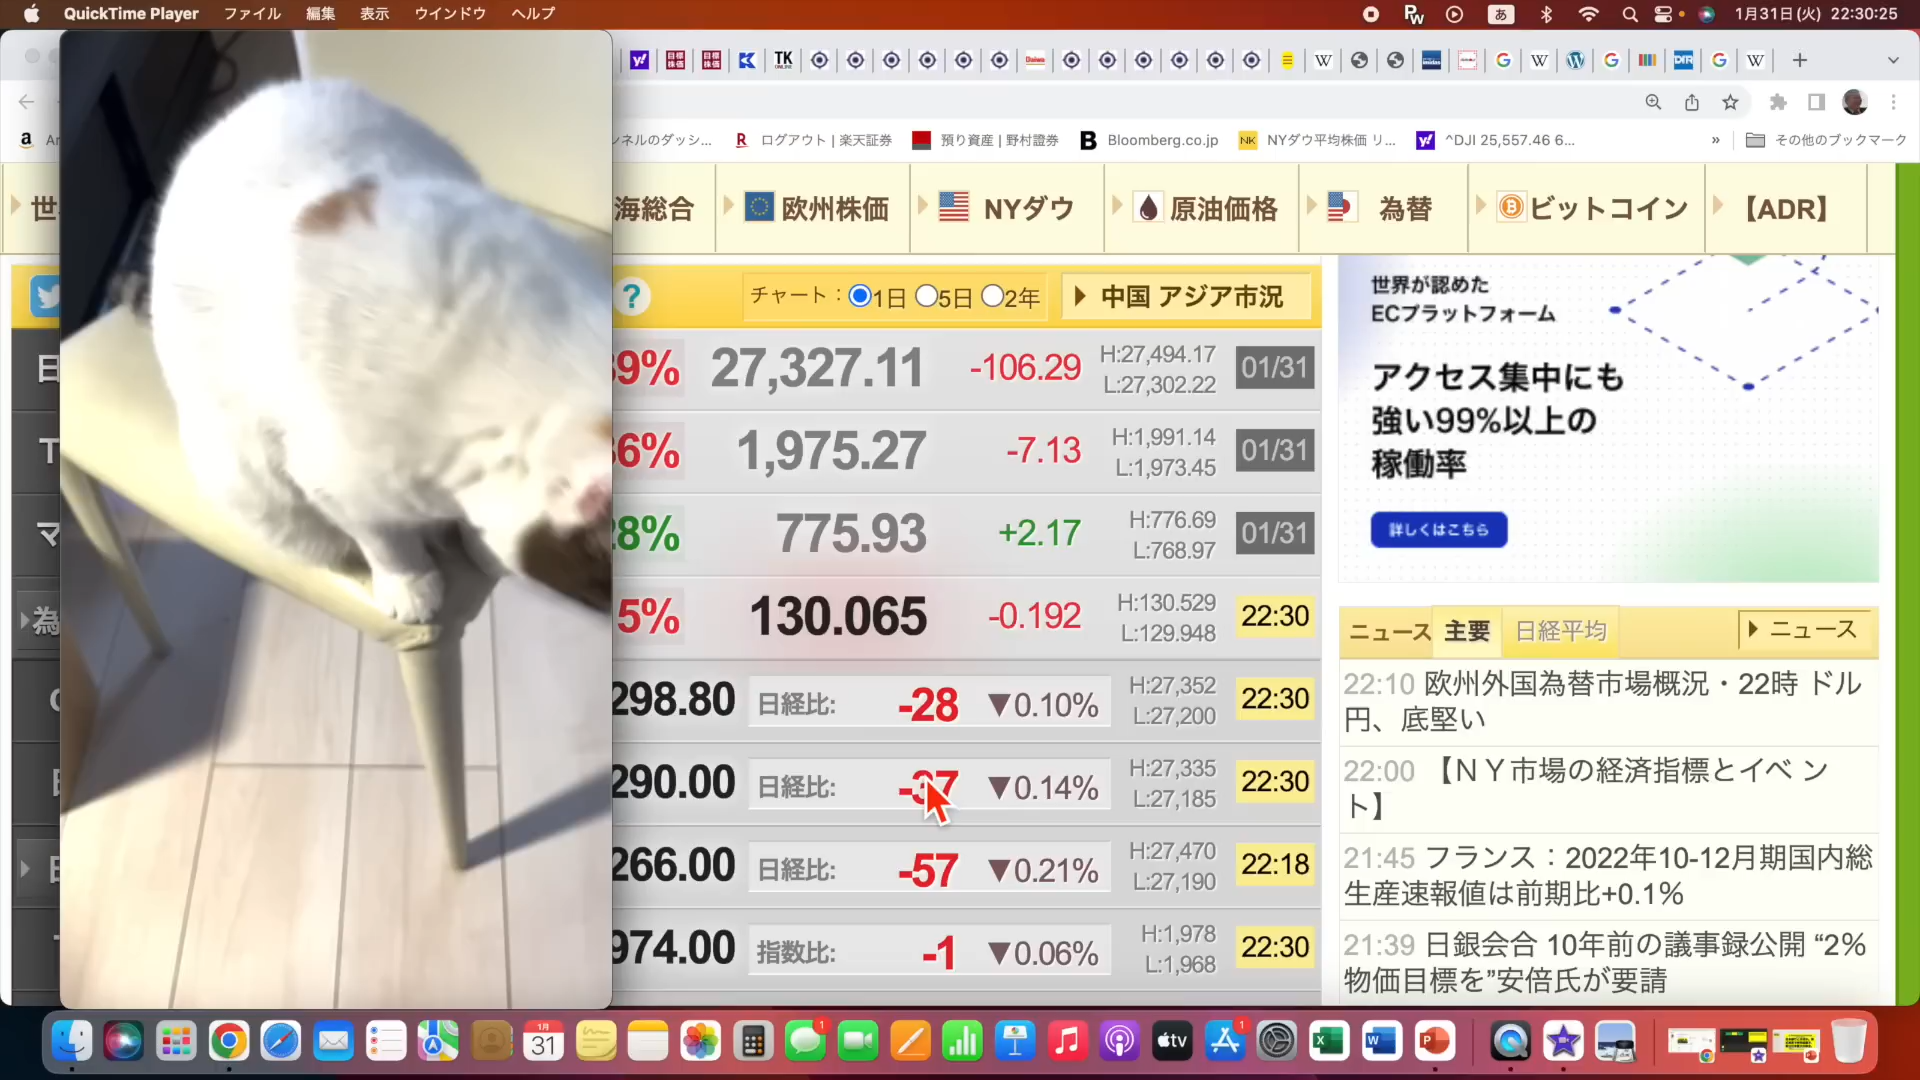 QuickTime Player ファイル 編集 表示 ウインドウ ヘルプ
あ 1月31日(火) 22:30:25
ンネルのダッシ... ログアウト | 楽天証券 預り資産 | 野村證券 Bloomberg.co.jp NYダウ平均株価 リ... ^DJI 25,557.46 6... » その他のブックマーク
世 海総合 欧州株価 NYダウ 原油価格 為替 ビットコイン 【ADR】
? チャート： 1日 5日 2年 中国 アジア市況
9% 27,327.11 -106.29 H:27,494.17 L:27,302.22 01/31
6% 1,975.27 -7.13 H:1,991.14 L:1,973.45 01/31
8% 775.93 +2.17 H:776.69 L:768.97 01/31
為 5% 130.065 -0.192 H:130.529 L:129.948 22:30
298.80 日経比: -28 ▼0.10% H:27,352 L:27,200 22:30
290.00 日経比: -37 ▼0.14% H:27,335 L:27,185 22:30
266.00 日経比: -57 ▼0.21% H:27,470 L:27,190 22:18
974.00 指数比: -1 ▼0.06% H:1,978 L:1,968 22:30
世界が認めた
ECプラットフォーム
アクセス集中にも
強い99%以上の
稼働率
詳しくはこちら
ニュース 主要 日経平均 ニュース
22:10 欧州外国為替市場概況・22時 ドル
円、底堅い
22:00 【ＮＹ市場の経済指標とイベン
ト】
21:45 フランス：2022年10-12月期国内総
生産速報値は前期比+0.1%
21:39 日銀会合 10年前の議事録公開 “2%
物価目標を”安倍氏が要請
1月
31
1
tv
1